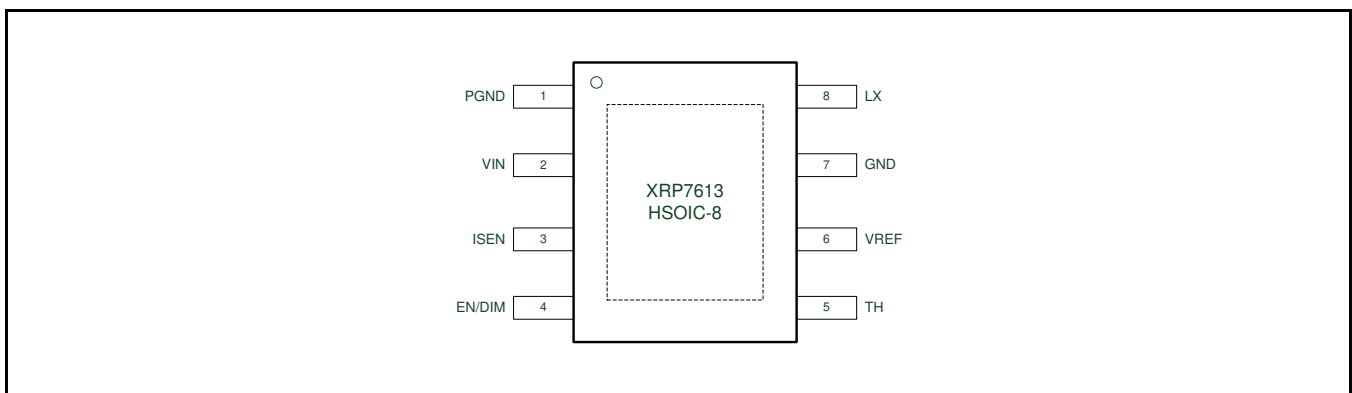 PGND 1 8 LX
VIN 2 7 GND
XRP7613
HSOIC-8
ISEN 3 6 VREF
EN/DIM 4 5 TH